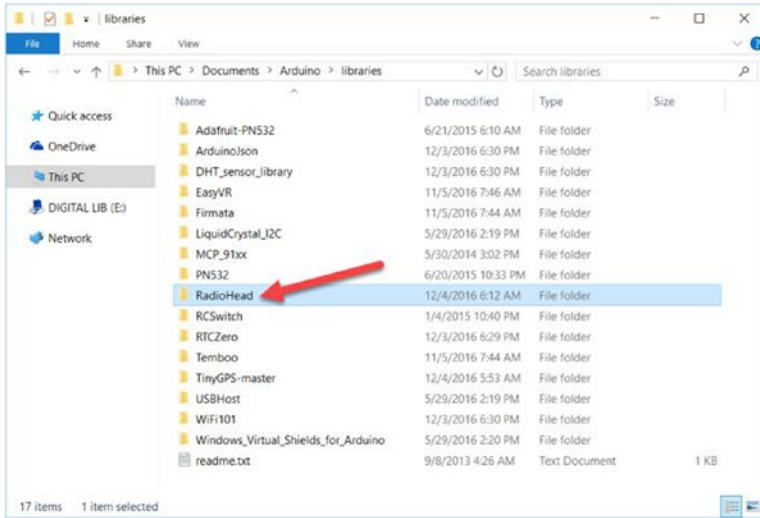 libraries
File Home Share View
This PC > Documents > Arduino > libraries Search libraries
Name Date modified Type Size
Quick access
OneDrive
This PC
DIGITAL LIB (E:)
Network
Adafruit-PN532 6/21/2015 6:10 AM File folder
ArduinoJson 12/3/2016 6:30 PM File folder
DHT_sensor_library 12/3/2016 6:30 PM File folder
EasyVR 11/5/2016 7:46 AM File folder
Firmata 11/5/2016 7:44 AM File folder
LiquidCrystal_I2C 5/29/2016 2:19 PM File folder
MCP_91xx 5/30/2014 3:02 PM File folder
PN532 6/20/2015 10:33 PM File folder
RadioHead 12/4/2016 6:12 AM File folder
RCSwitch 1/4/2015 10:40 PM File folder
RTCZero 12/3/2016 6:29 PM File folder
Temboo 11/5/2016 7:44 AM File folder
TinyGPS-master 12/4/2016 5:53 AM File folder
USBHost 5/29/2016 2:19 PM File folder
WiFi101 12/3/2016 6:30 PM File folder
Windows_Virtual_Shields_for_Arduino 5/29/2016 2:20 PM File folder
readme.txt 9/8/2013 4:26 AM Text Document 1 KB
17 items 1 item selected